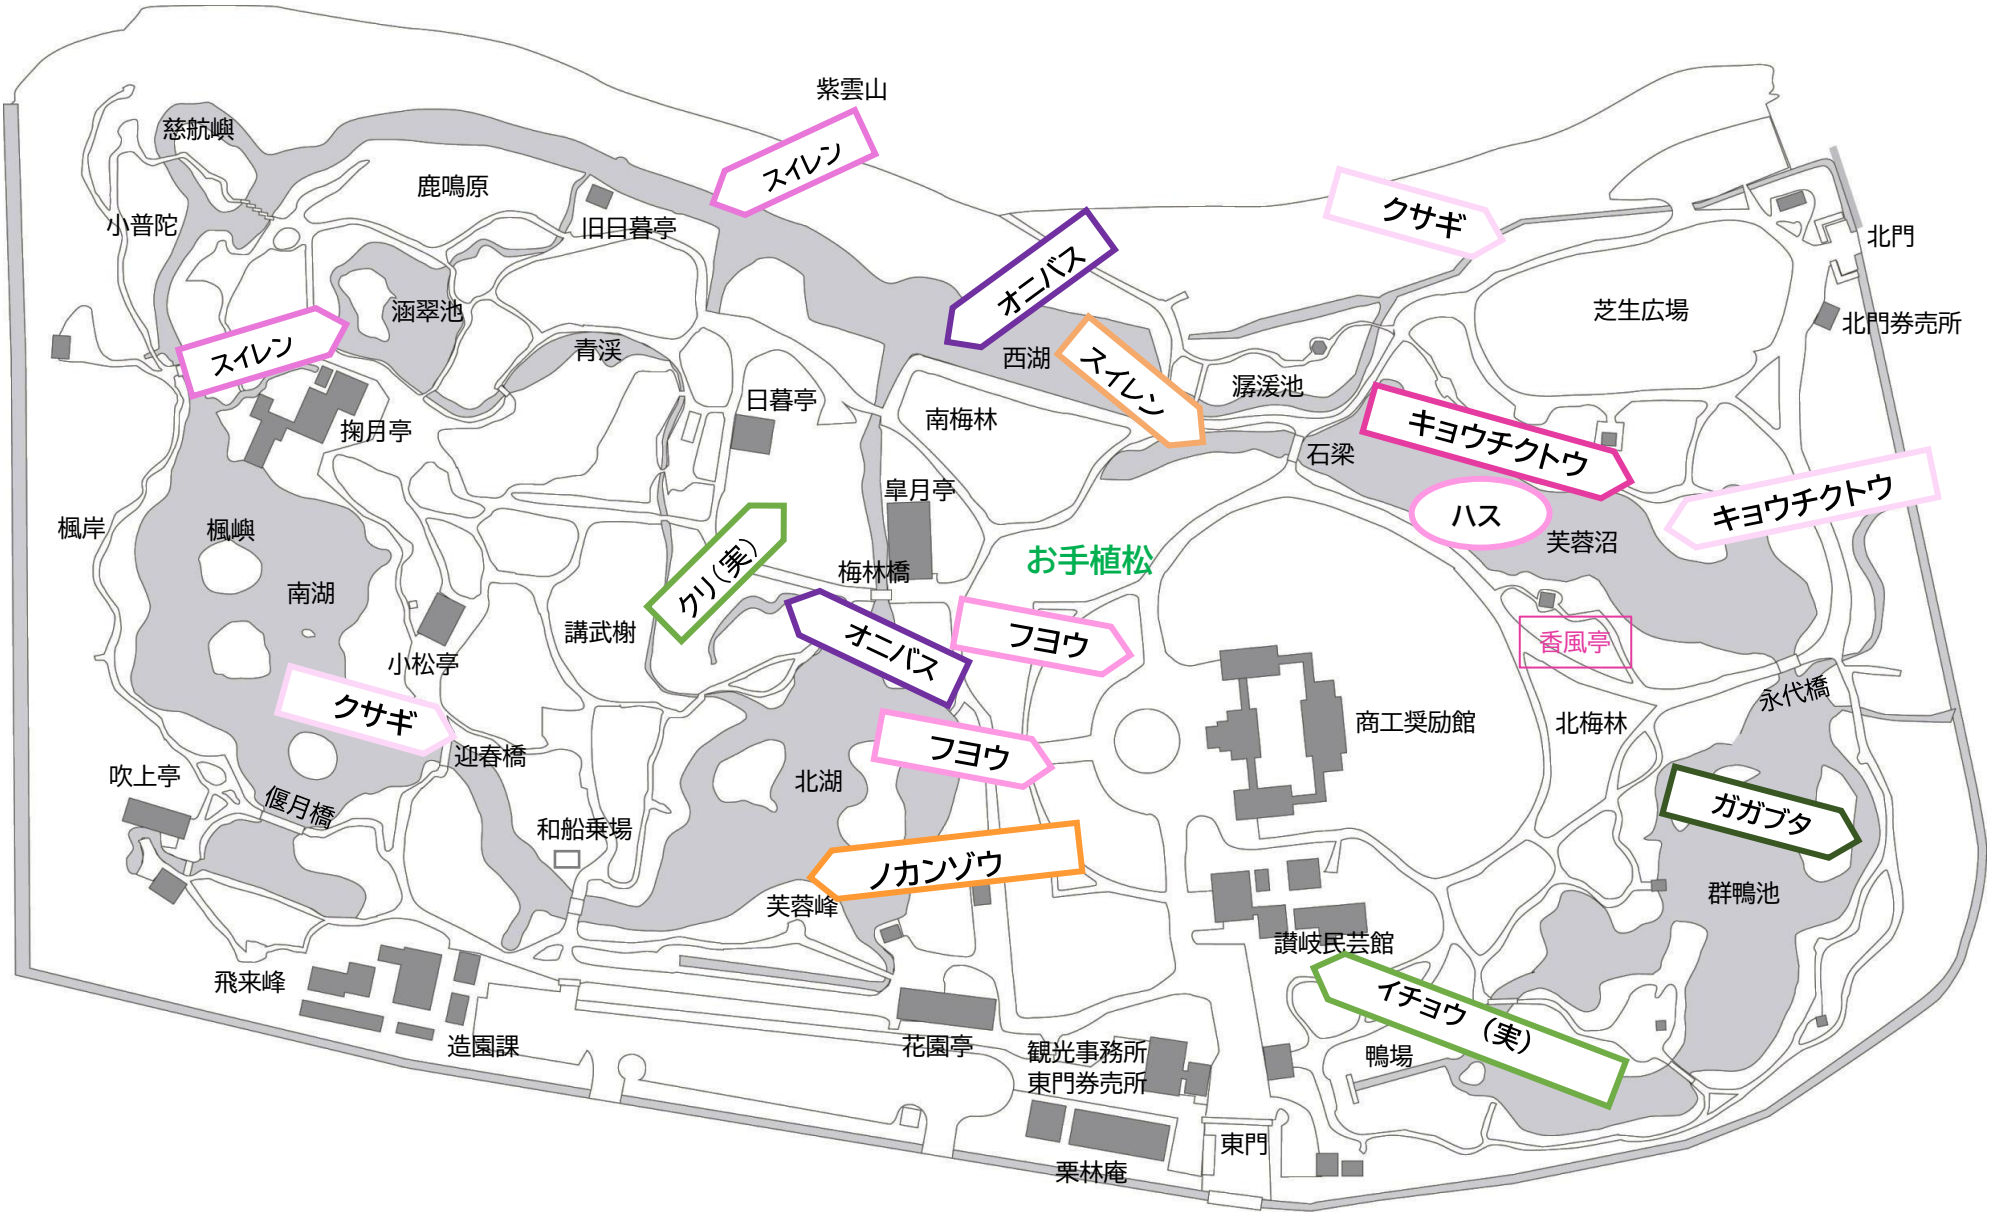 紫雲山
スイレン
慈航嶼
鹿鳴原
小普陀
旧日暮亭
クサギ
北門
オニバス
涵翠池
芝生広場
北門券売所
スイレン
青渓
西湖
スイレン
潺湲池
日暮亭
南梅林
掬月亭
キョウチクトウ
石梁
皐月亭
ハス
キョウチクトウ
楓岸
楓嶼
芙蓉沼
お手植松
クリ（実）
梅林橋
南湖
講武榭
オニバス
フヨウ
香風亭
小松亭
クサギ
永代橋
迎春橋
フヨウ
商工奨励館
北梅林
吹上亭
偃月橋
北湖
ガガブタ
和船乗場
ノカンゾウ
芙蓉峰
群鴨池
讃岐民芸館
飛来峰
イチョウ（実）
造園課
花園亭
観光事務所
東門券売所
鴨場
東門
栗林庵